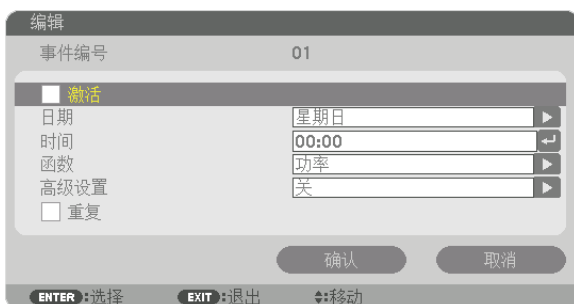 编辑
事件编号 01
激活
日期 星期日
时间 00:00
函数 功率
高级设置 关
重复
确认 取消
ENTER:选择 EXIT:退出 :移动